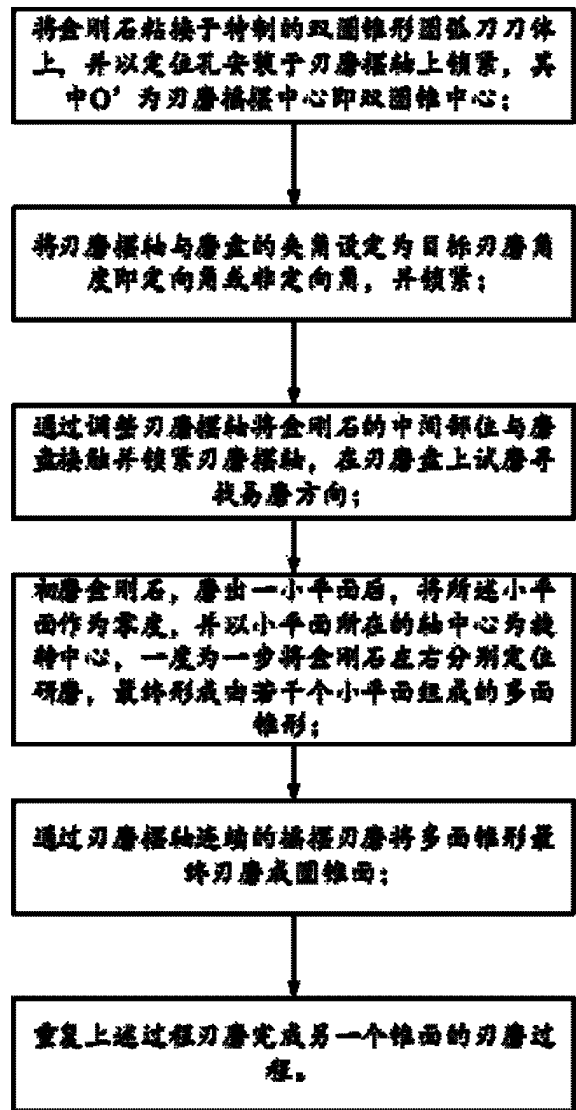 将金刚石粘接于特制的双圆锥形圆弧刀刀体
上，并以定位孔安装于刃磨摆轴上锁紧，其
中O’为刃磨摇摆中心即双圆锥中心；
将刃磨摆轴与磨盘的夹角设定为目标刃磨角
度即定向角或非定向角，并锁紧；
通过调整刃磨摆轴将金刚石的中间部位与磨
盘接触并锁紧刃磨摆轴，在刃磨盘上试磨寻
找易磨方向；
初磨金刚石，磨出一小平面后，将所述小平
面作为零度，并以小平面所在的轴中心为旋
转中心，一度为一步将金刚石左右分别定位
研磨，最终形成由若干个小平面组成的多面
锥形；
通过刃磨摆轴连续的摇摆刃磨将多面锥形最
终刃磨成圆锥面；
重复上述过程刃磨完成另一个锥面的刃磨过
程。